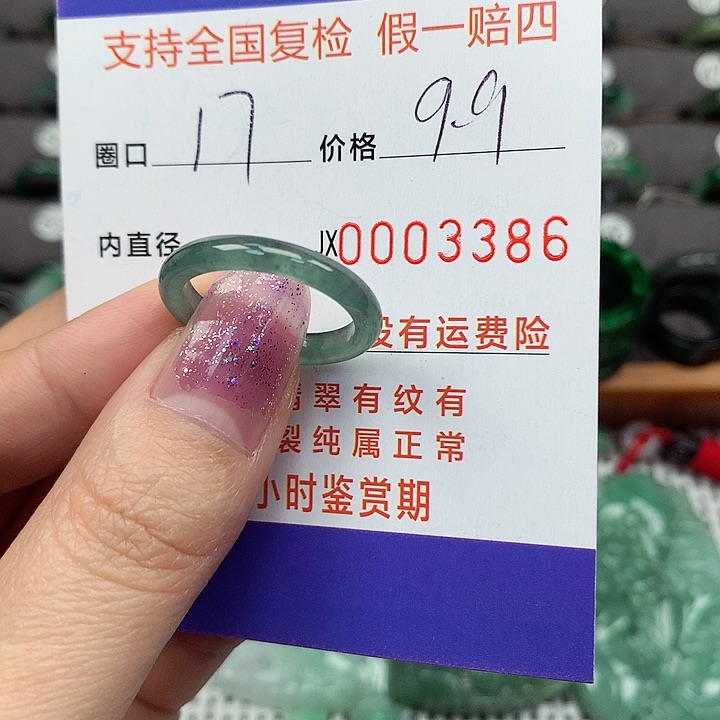 支持全国复检 假一赔四
圈口 17 价格 9.9
内直径 JX0003386
没有运费险
翡翠有纹有
裂纯属正常
小时鉴赏期